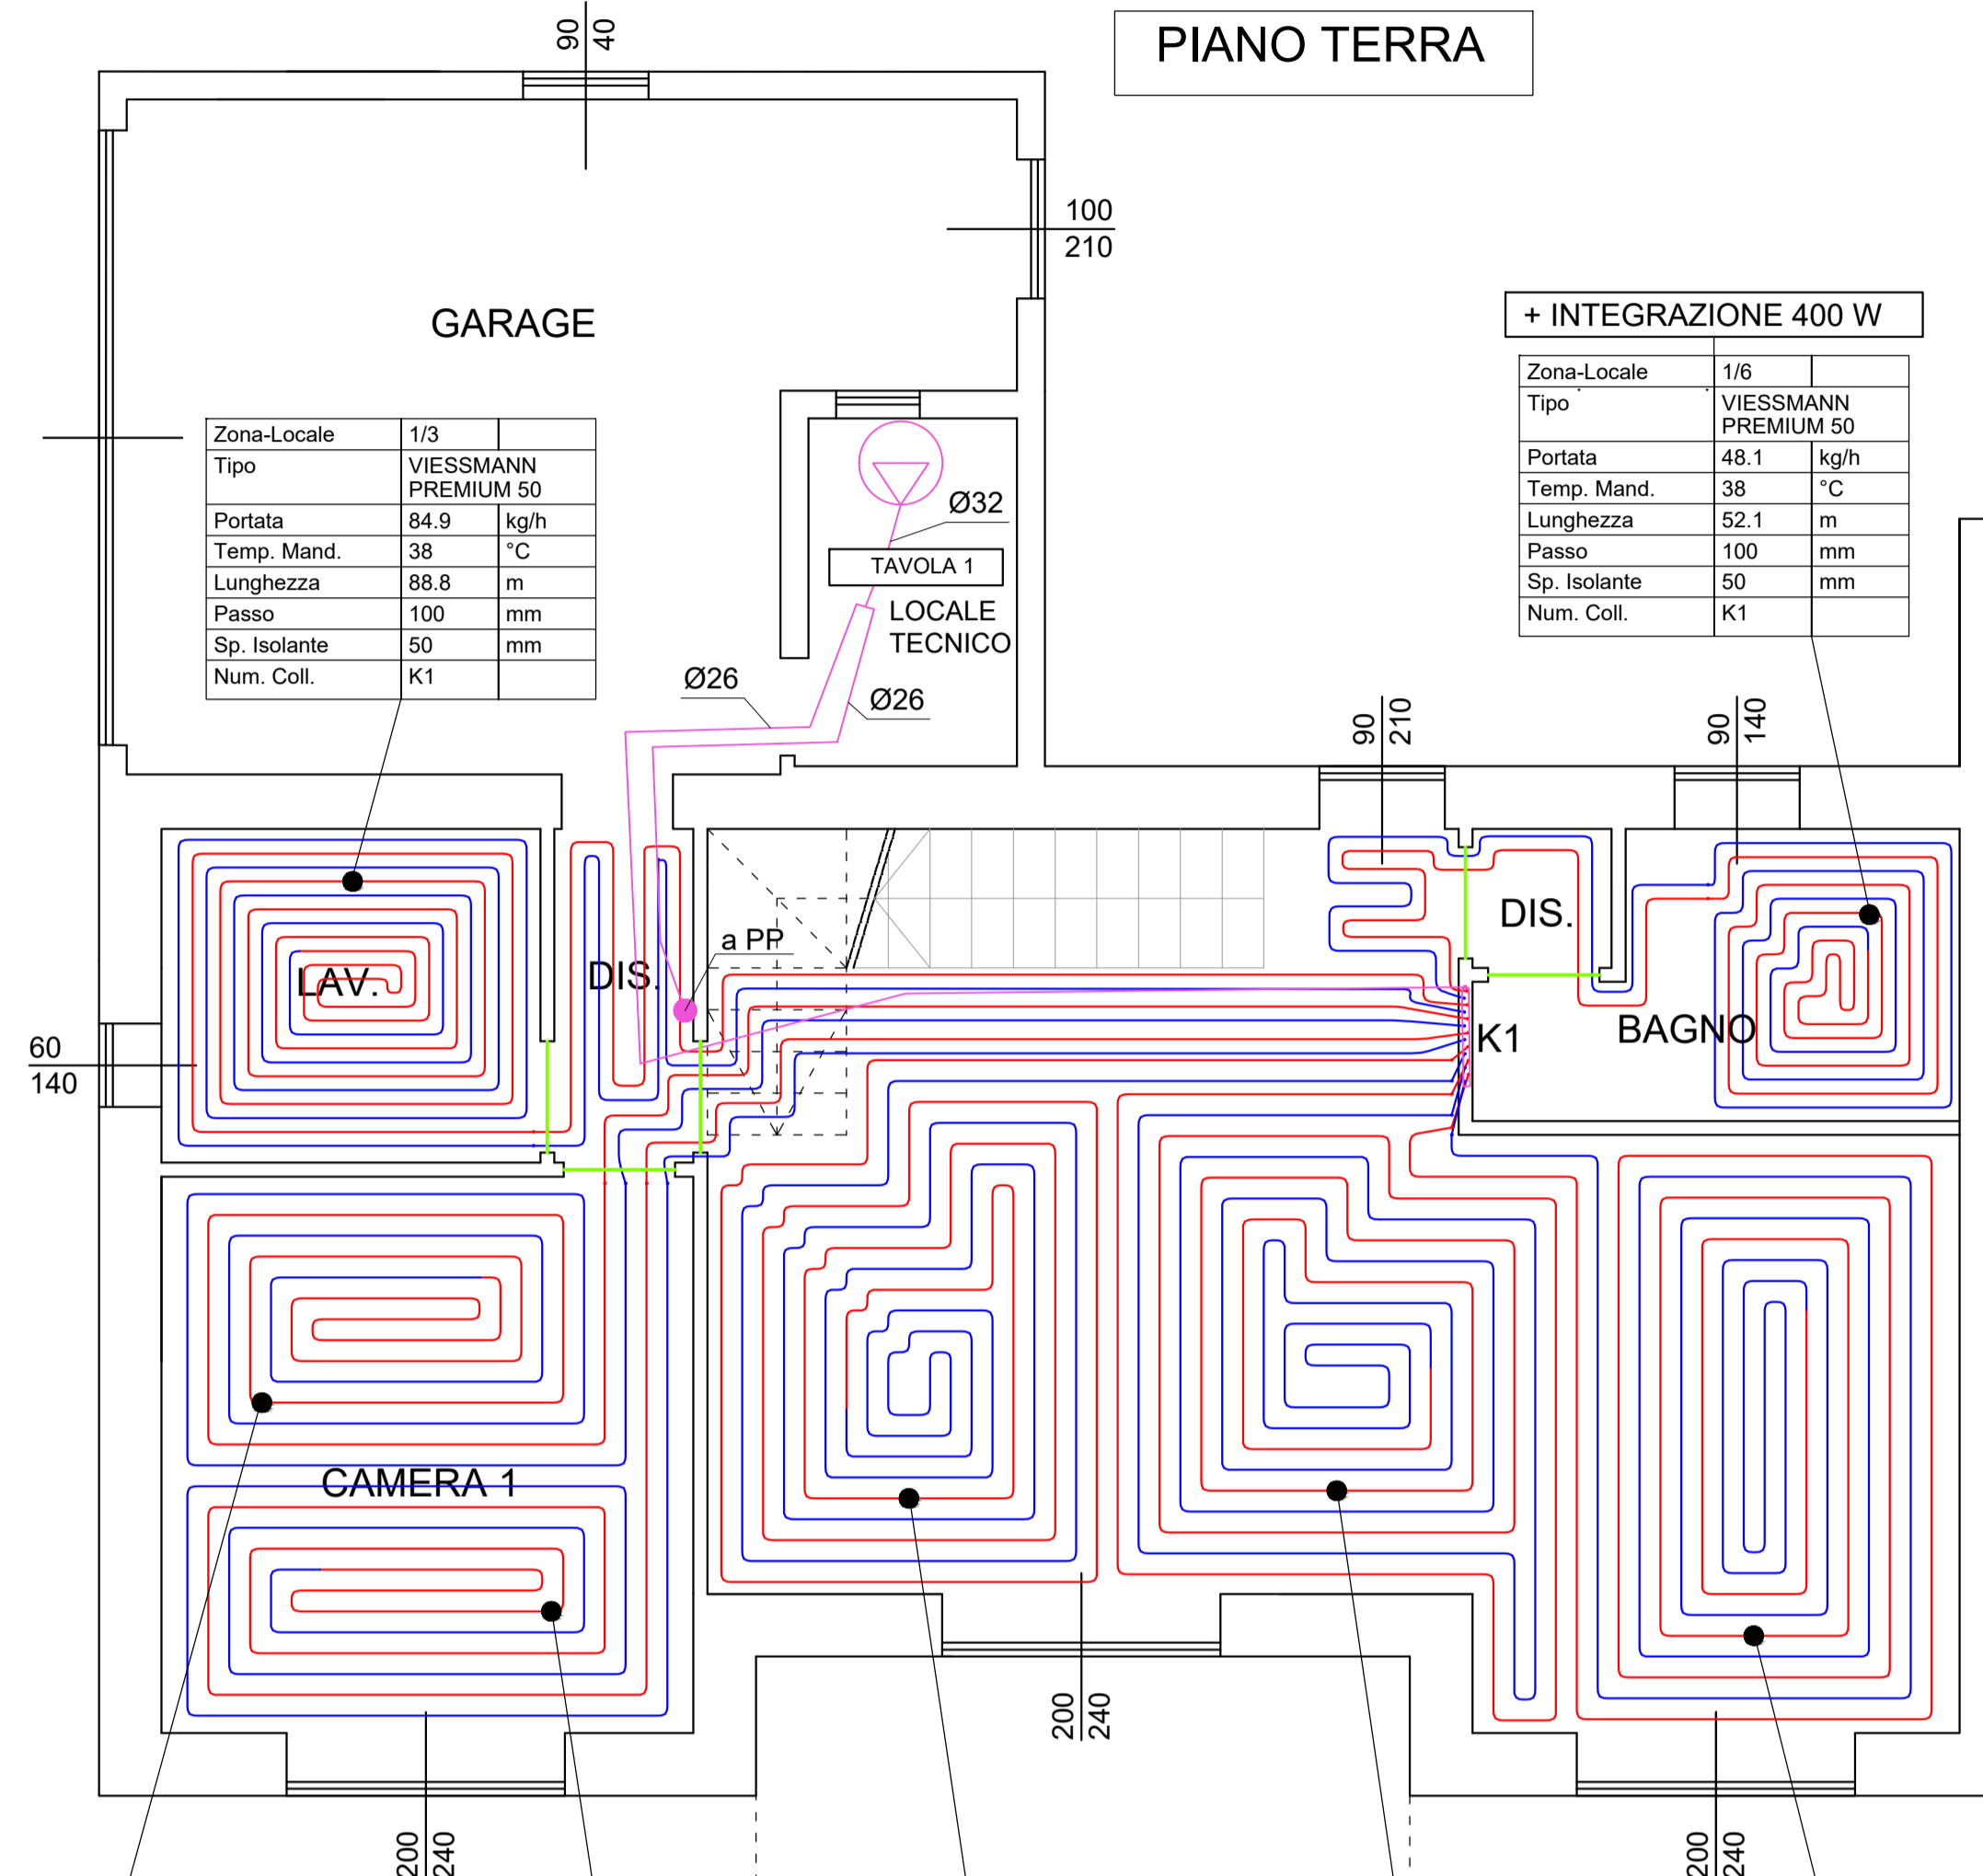 PIANO TERRA
90
40
100
210
GARAGE
+ INTEGRAZIONE 400 W
Zona-Locale 1/6
Tipo VIESSMANN
PREMIUM 50
Portata 48.1 kg/h
Temp. Mand. 38 °C
Lunghezza 52.1 m
Passo 100 mm
Sp. Isolante 50 mm
Num. Coll. K1
Zona-Locale 1/3
Tipo VIESSMANN
PREMIUM 50
Portata 84.9 kg/h
Temp. Mand. 38 °C
Lunghezza 88.8 m
Passo 100 mm
Sp. Isolante 50 mm
Num. Coll. K1
Ø32
TAVOLA 1
LOCALE
TECNICO
Ø26
Ø26
90
210
90
140
DIS.
a PP
LAV.
DIS.
K1
BAGNO
60
140
CAMERA 1
200
240
200
240
200
240